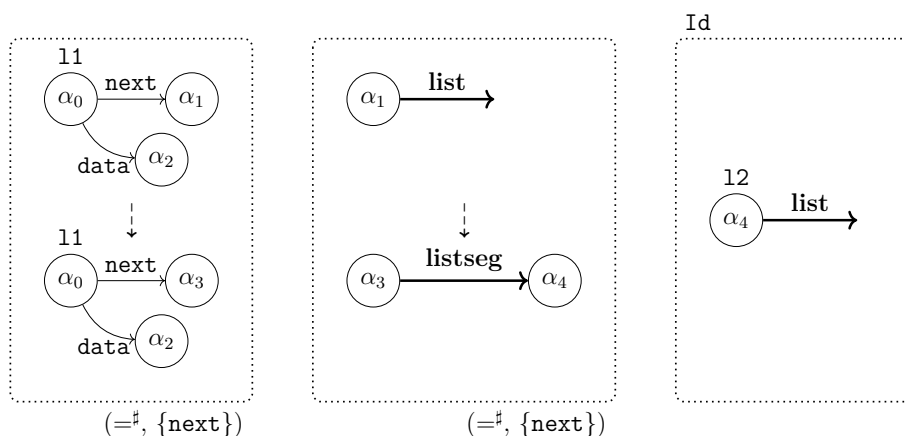 Id
l1
α₀ next α₁
list
α₁
data α₂
l2
α₄ list
l1
α₀ next α₃
listseg
α₃ α₄
data α₂
(=♯, {next})
(=♯, {next})